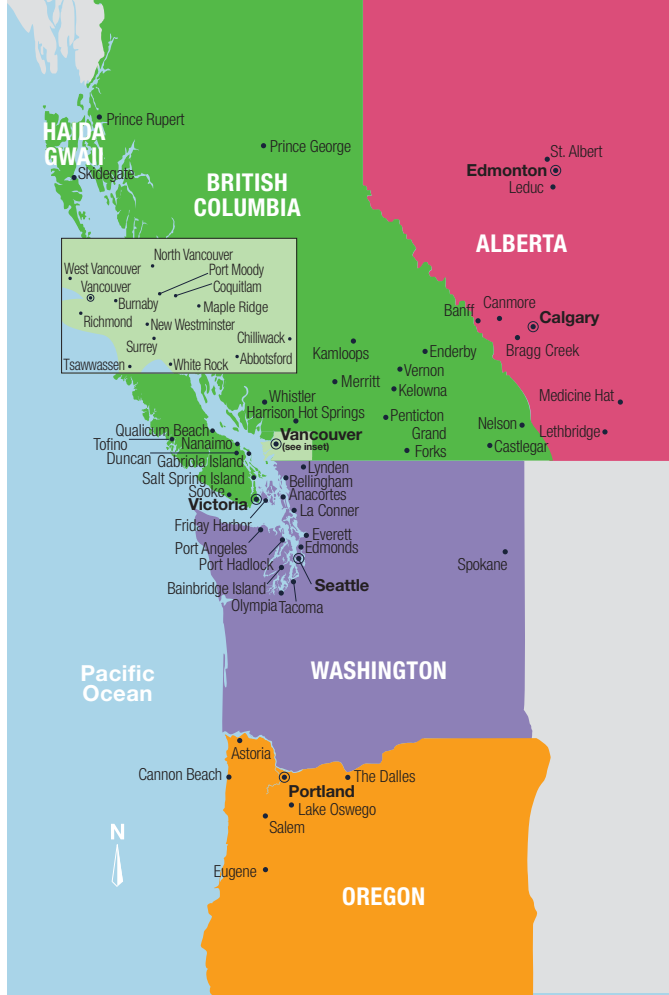 Prince Rupert
HAIDA
GWAII
Skidegate
Prince George
BRITISH
COLUMBIA
St. Albert
Edmonton
Leduc
ALBERTA
North Vancouver
West Vancouver
Port Moody
Vancouver
Coquitlam
Burnaby
Maple Ridge
Richmond
New Westminster
Surrey
Chilliwack
Tsawwassen
White Rock
Abbotsford
Banff
Canmore
Calgary
Bragg Creek
Kamloops
Enderby
Vernon
Merritt
Kelowna
Medicine Hat
Whistler
Harrison Hot Springs
Penticton
Nelson
Lethbridge
Qualicum Beach
Tofino
Nanaimo
Vancouver
(see inset)
Grand
Forks
Castlegar
Duncan
Gabriola Island
Salt Spring Island
Lynden
Bellingham
Sooke
Anacortes
Victoria
La Conner
Friday Harbor
Everett
Port Angeles
Edmonds
Port Hadlock
Spokane
Bainbridge Island
Seattle
Olympia
Tacoma
Pacific
Ocean
WASHINGTON
Astoria
Cannon Beach
The Dalles
Portland
Lake Oswego
Salem
N
Eugene
OREGON